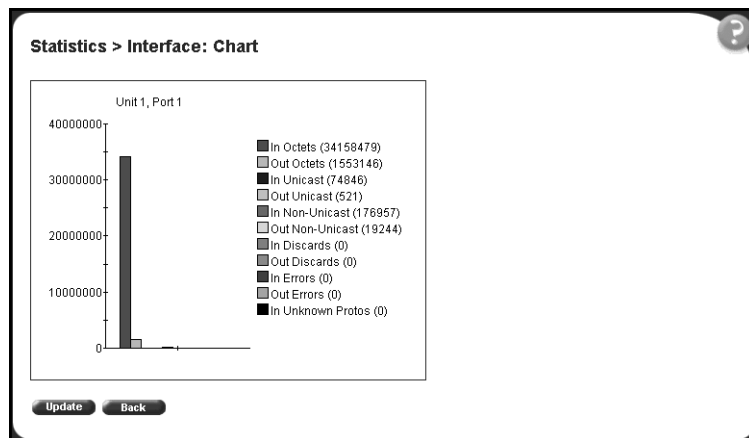 Statistics > Interface: Chart
?
Unit 1, Port 1
40000000
30000000
20000000
10000000
0
In Octets (34158479)
Out Octets (1553146)
In Unicast (74846)
Out Unicast (521)
In Non-Unicast (176957)
Out Non-Unicast (19244)
In Discards (0)
Out Discards (0)
In Errors (0)
Out Errors (0)
In Unknown Protos (0)
Update Back